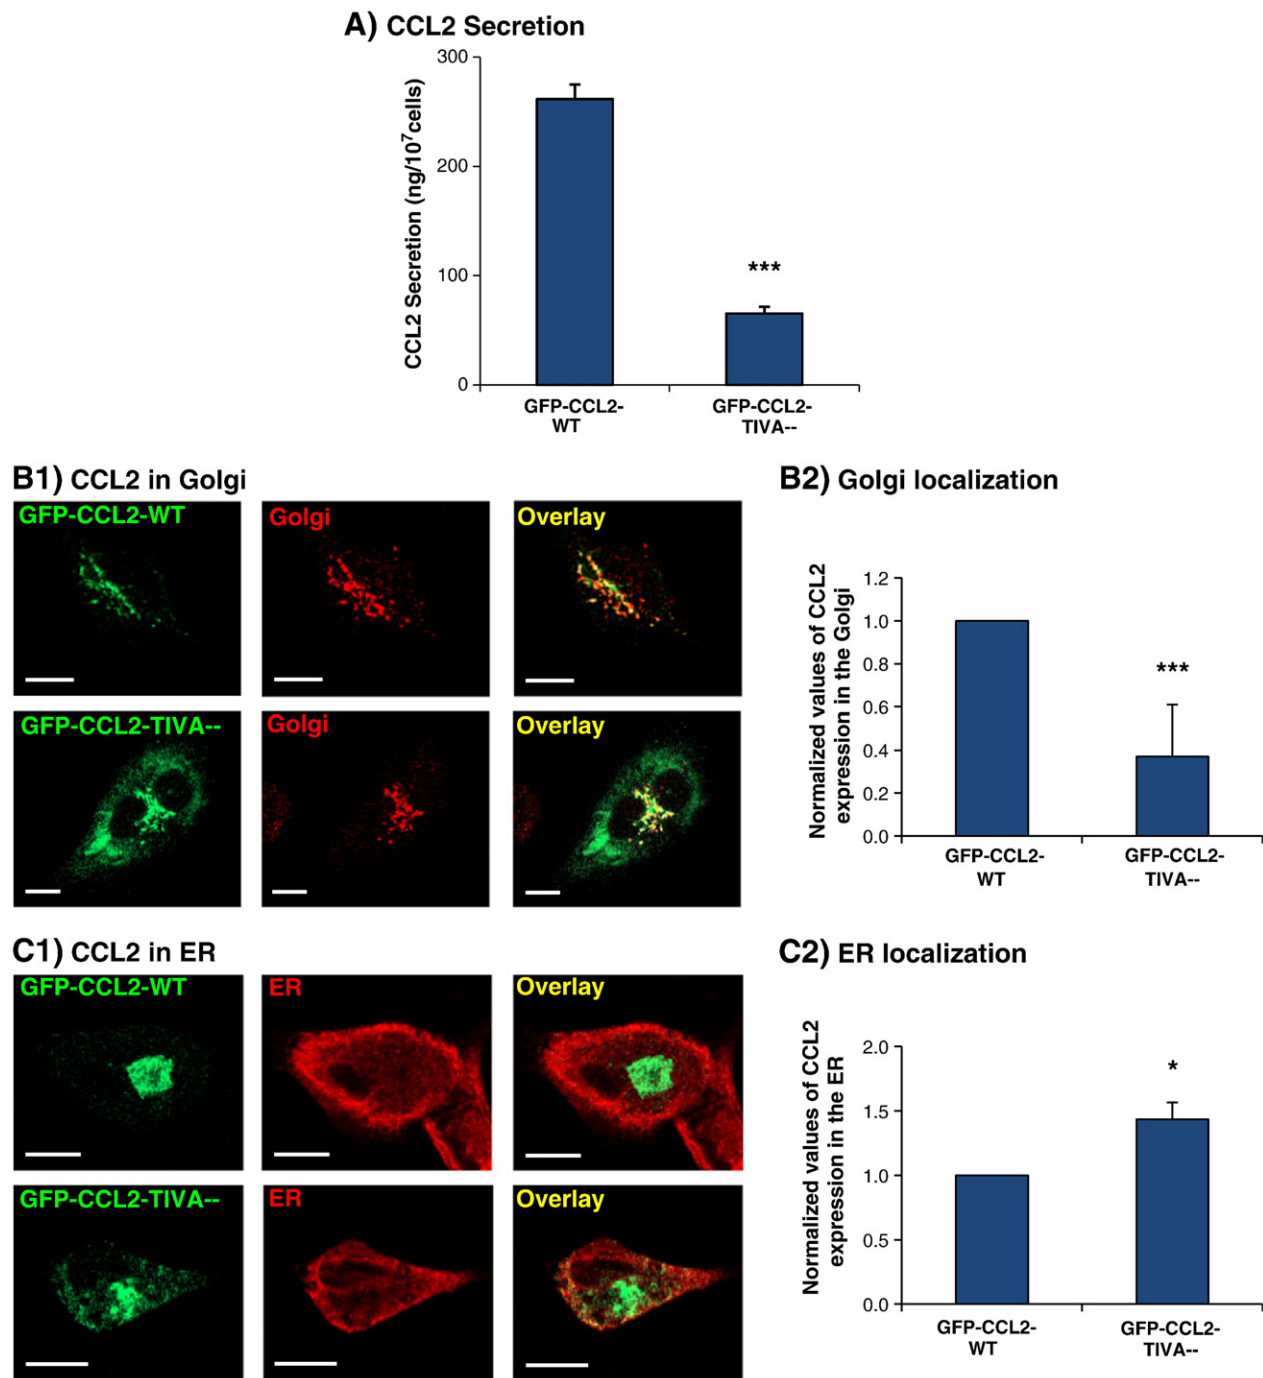 A) CCL2 Secretion
CCL2 Secretion (ng/10⁷cells)
300
200
100
0
***
GFP-CCL2-
WT
GFP-CCL2-
TIVA--
B1) CCL2 in Golgi
GFP-CCL2-WT
Golgi
Overlay
GFP-CCL2-TIVA--
Golgi
Overlay
B2) Golgi localization
Normalized values of CCL2
expression in the Golgi
1.2
1.0
0.8
0.6
0.4
0.2
0.0
***
GFP-CCL2-
WT
GFP-CCL2-
TIVA--
C1) CCL2 in ER
GFP-CCL2-WT
ER
Overlay
GFP-CCL2-TIVA--
ER
Overlay
C2) ER localization
Normalized values of CCL2
expression in the ER
2.0
1.5
1.0
0.5
0.0
*
GFP-CCL2-
WT
GFP-CCL2-
TIVA--